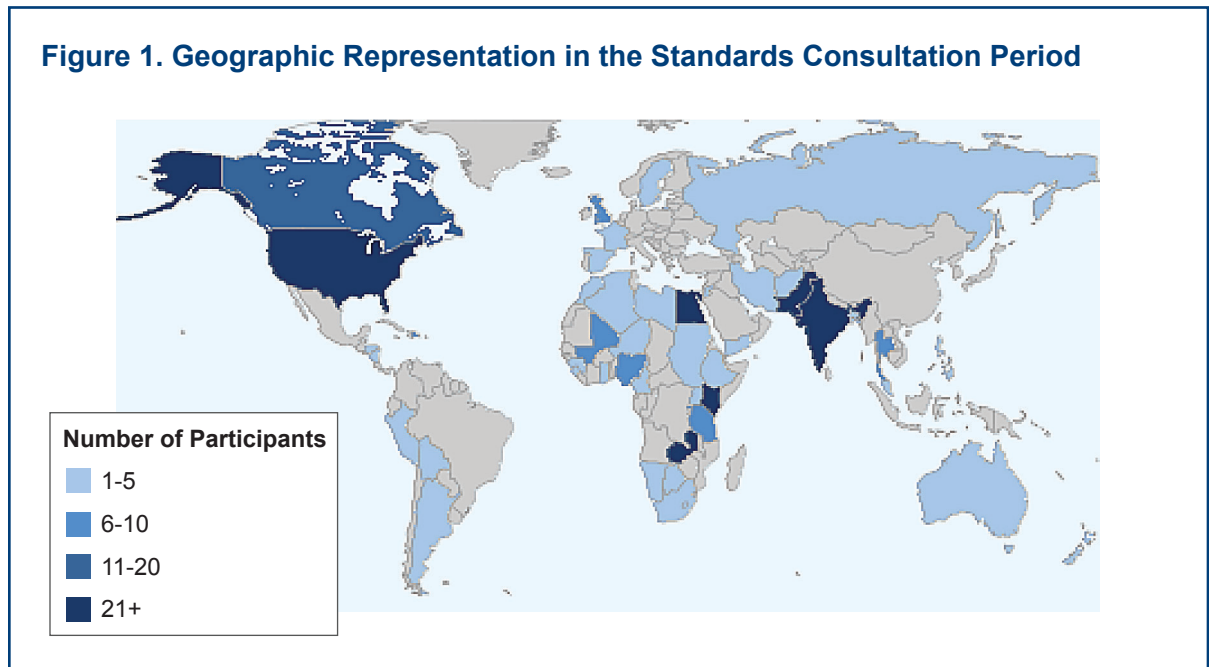 Figure 1. Geographic Representation in the Standards Consultation Period
Number of Participants
1-5
6-10
11-20
21+